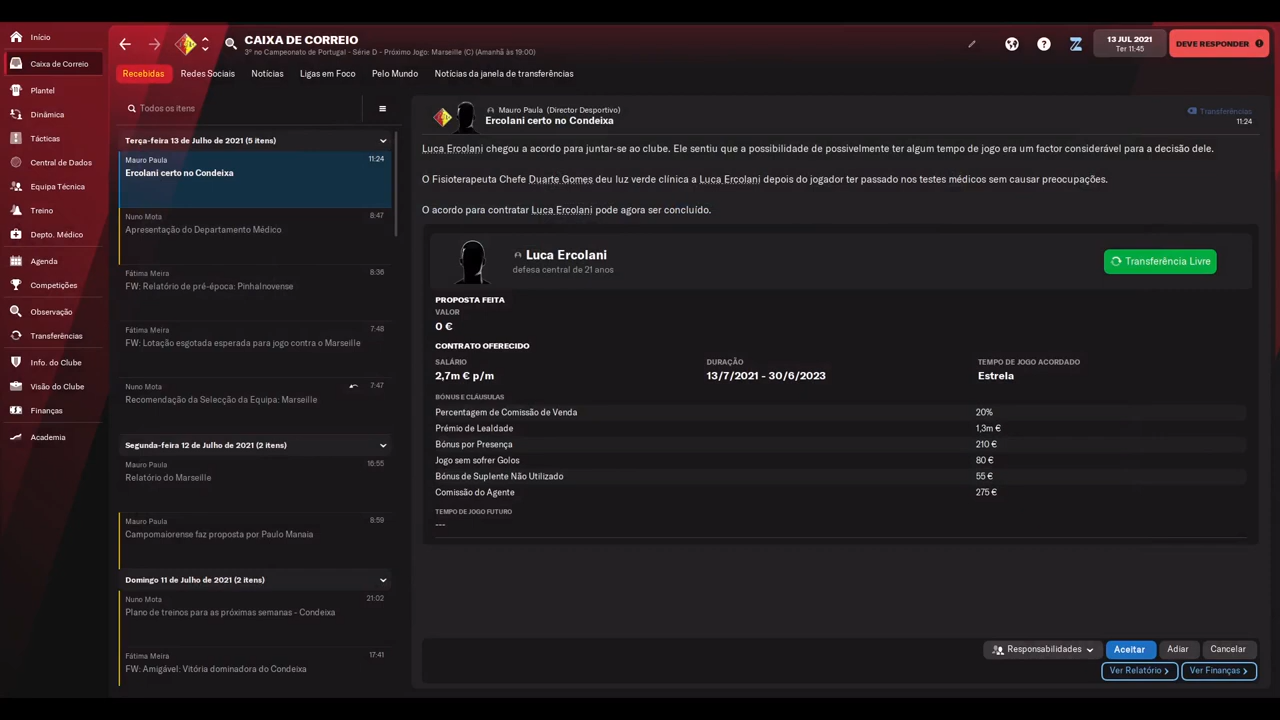 Início
Caixa de Correio
Plantel
Dinâmica
Tácticas
Central de Dados
Equipa Técnica
Treino
Depto. Médico
Agenda
Competições
Observação
Transferências
Info. do Clube
Visão do Clube
Finanças
Academia
CAIXA DE CORREIO
3º no Campeonato de Portugal - Série D - Próximo Jogo: Marseille (C) (Amanhã às 19:00)
13 JUL 2021
Ter 11:45
DEVE RESPONDER
Recebidas Redes Sociais Notícias Ligas em Foco Pelo Mundo Notícias da janela de transferências
Todos os itens
Terça-feira 13 de Julho de 2021 (5 itens)
Mauro Paula 11:24
Ercolani certo no Condeixa
Nuno Mota 8:47
Apresentação do Departamento Médico
Fátima Meira 8:36
FW: Relatório de pré-época: Pinhalnovense
Fátima Meira 7:48
FW: Lotação esgotada esperada para jogo contra o Marseille
Nuno Mota 7:47
Recomendação da Selecção da Equipa: Marseille
Segunda-feira 12 de Julho de 2021 (2 itens)
Mauro Paula 16:55
Relatório do Marseille
Mauro Paula 8:59
Campomaiorense faz proposta por Paulo Manaia
Domingo 11 de Julho de 2021 (2 itens)
Nuno Mota 21:02
Plano de treinos para as próximas semanas - Condeixa
Fátima Meira 17:41
FW: Amigável: Vitória dominadora do Condeixa
Mauro Paula (Director Desportivo)
Ercolani certo no Condeixa
Transferências
11:24
Luca Ercolani chegou a acordo para juntar-se ao clube. Ele sentiu que a possibilidade de possivelmente ter algum tempo de jogo era um factor considerável para a decisão dele.
O Fisioterapeuta Chefe Duarte Gomes deu luz verde clínica a Luca Ercolani depois do jogador ter passado nos testes médicos sem causar preocupações.
O acordo para contratar Luca Ercolani pode agora ser concluído.
Luca Ercolani
defesa central de 21 anos
Transferência Livre
PROPOSTA FEITA
VALOR
0 €
CONTRATO OFERECIDO
SALÁRIO DURAÇÃO TEMPO DE JOGO ACORDADO
2,7m € p/m 13/7/2021 - 30/6/2023 Estrela
BÓNUS E CLÁUSULAS
Percentagem de Comissão de Venda 20%
Prémio de Lealdade 1,3m €
Bónus por Presença 210 €
Jogo sem sofrer Golos 80 €
Bónus de Suplente Não Utilizado 55 €
Comissão do Agente 275 €
TEMPO DE JOGO FUTURO
---
Responsabilidades Aceitar Adiar Cancelar
Ver Relatório > Ver Finanças >